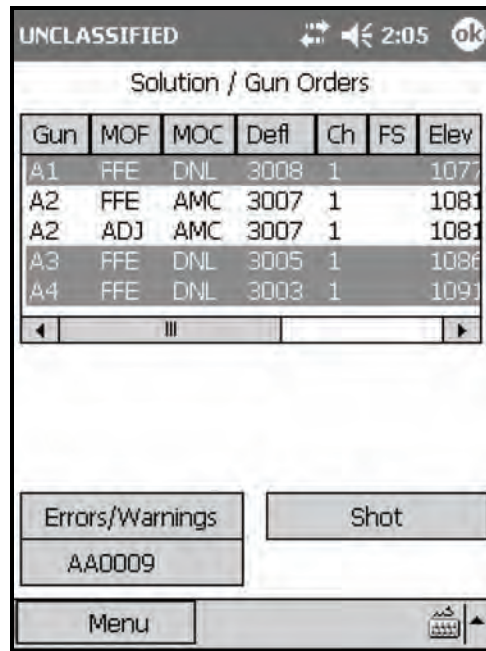 UNCLASSIFIED 2:05 ok
Solution / Gun Orders
Gun MOF MOC Defl Ch FS Elev
A1 FFE DNL 3008 1 1077
A2 FFE AMC 3007 1 1081
A2 ADJ AMC 3007 1 1081
A3 FFE DNL 3005 1 1086
A4 FFE DNL 3003 1 1091
Errors/Warnings Shot
AA0009
Menu